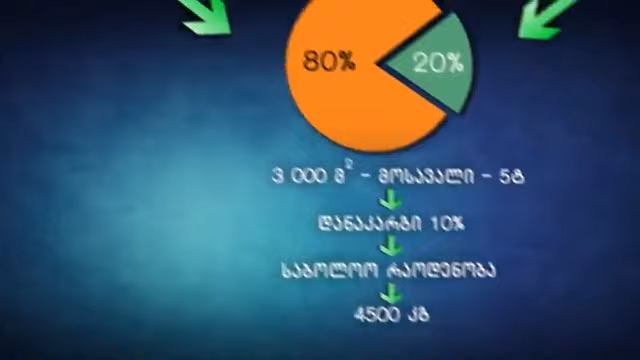 80%
20%
3 000 მ² - მოსავალი - 5ტ
დანაკარგი 10%
საბოლოო რაოდენობა
4500 კგ